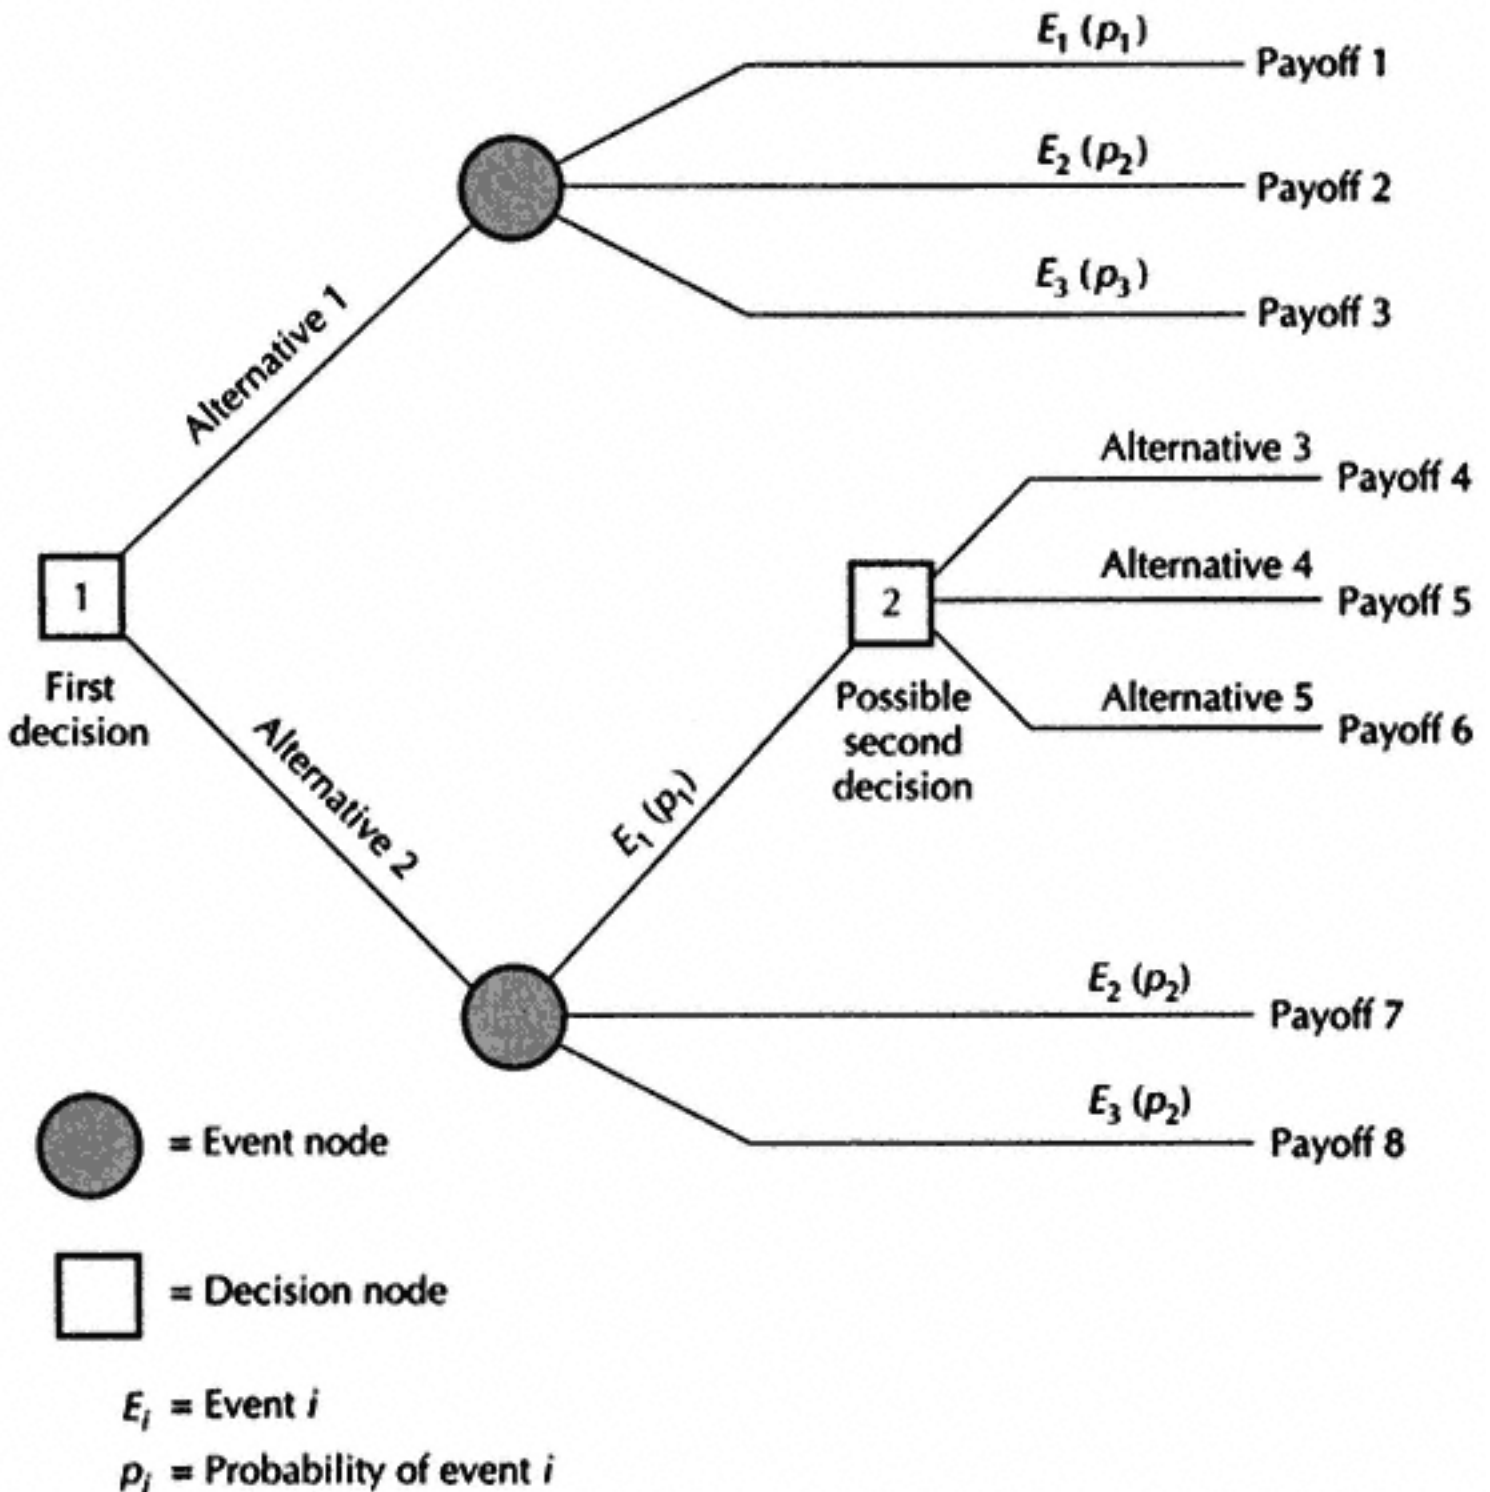 E₁ (p₁)
Payoff 1
E₂ (p₂)
Payoff 2
E₃ (p₃)
Payoff 3
Alternative 1
Alternative 3
Payoff 4
Alternative 4
Payoff 5
Alternative 5
Payoff 6
1
First
decision
2
Possible
second
decision
Alternative 2
E₁ (p₁)
E₂ (p₂)
Payoff 7
E₃ (p₂)
Payoff 8
= Event node
= Decision node
Eᵢ = Event i
pᵢ = Probability of event i